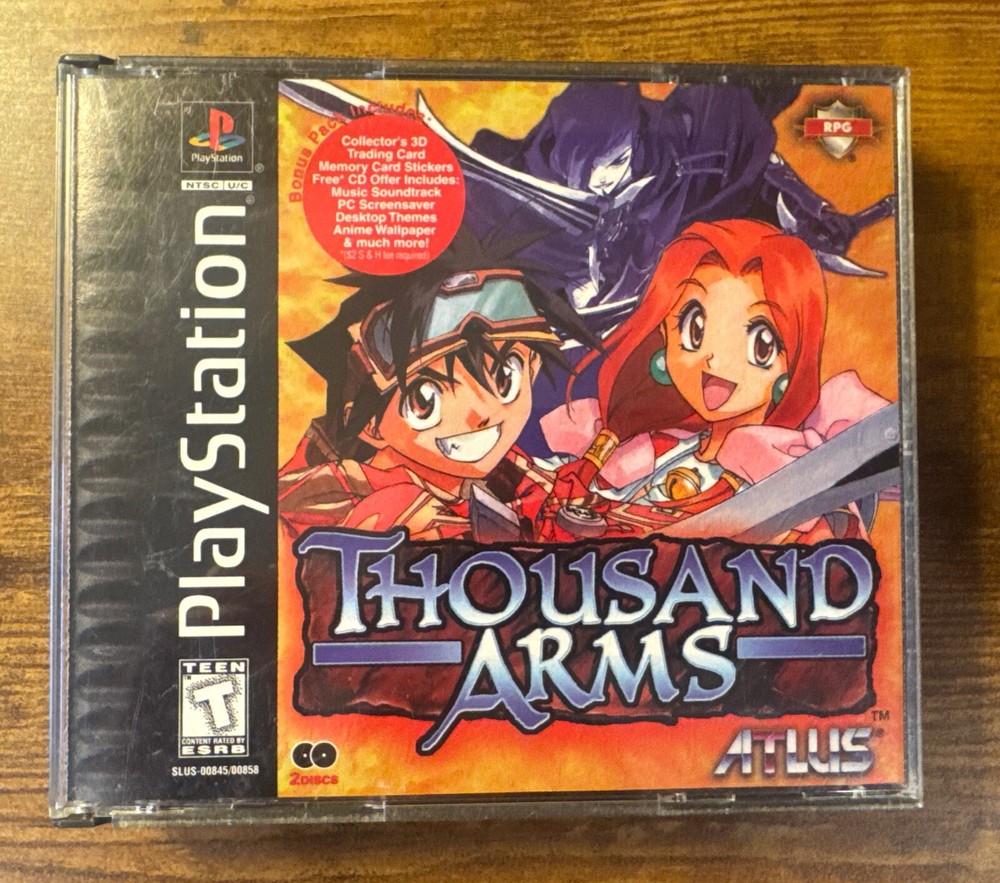 PlayStation
NTSC U/C
PlayStation
TEEN
T
CONTENT RATED BY
ESRB
SLUS-00845/00858
Bonus Pack Includes:
Collector's 3D
Trading Card
Memory Card Stickers
Free* CD Offer Includes:
Music Soundtrack
PC Screensaver
Desktop Themes
Anime Wallpaper
& much more!
*($2 S & H fee required)
RPG
THOUSAND
ARMS
TM
2 DISCS
ATLUS®